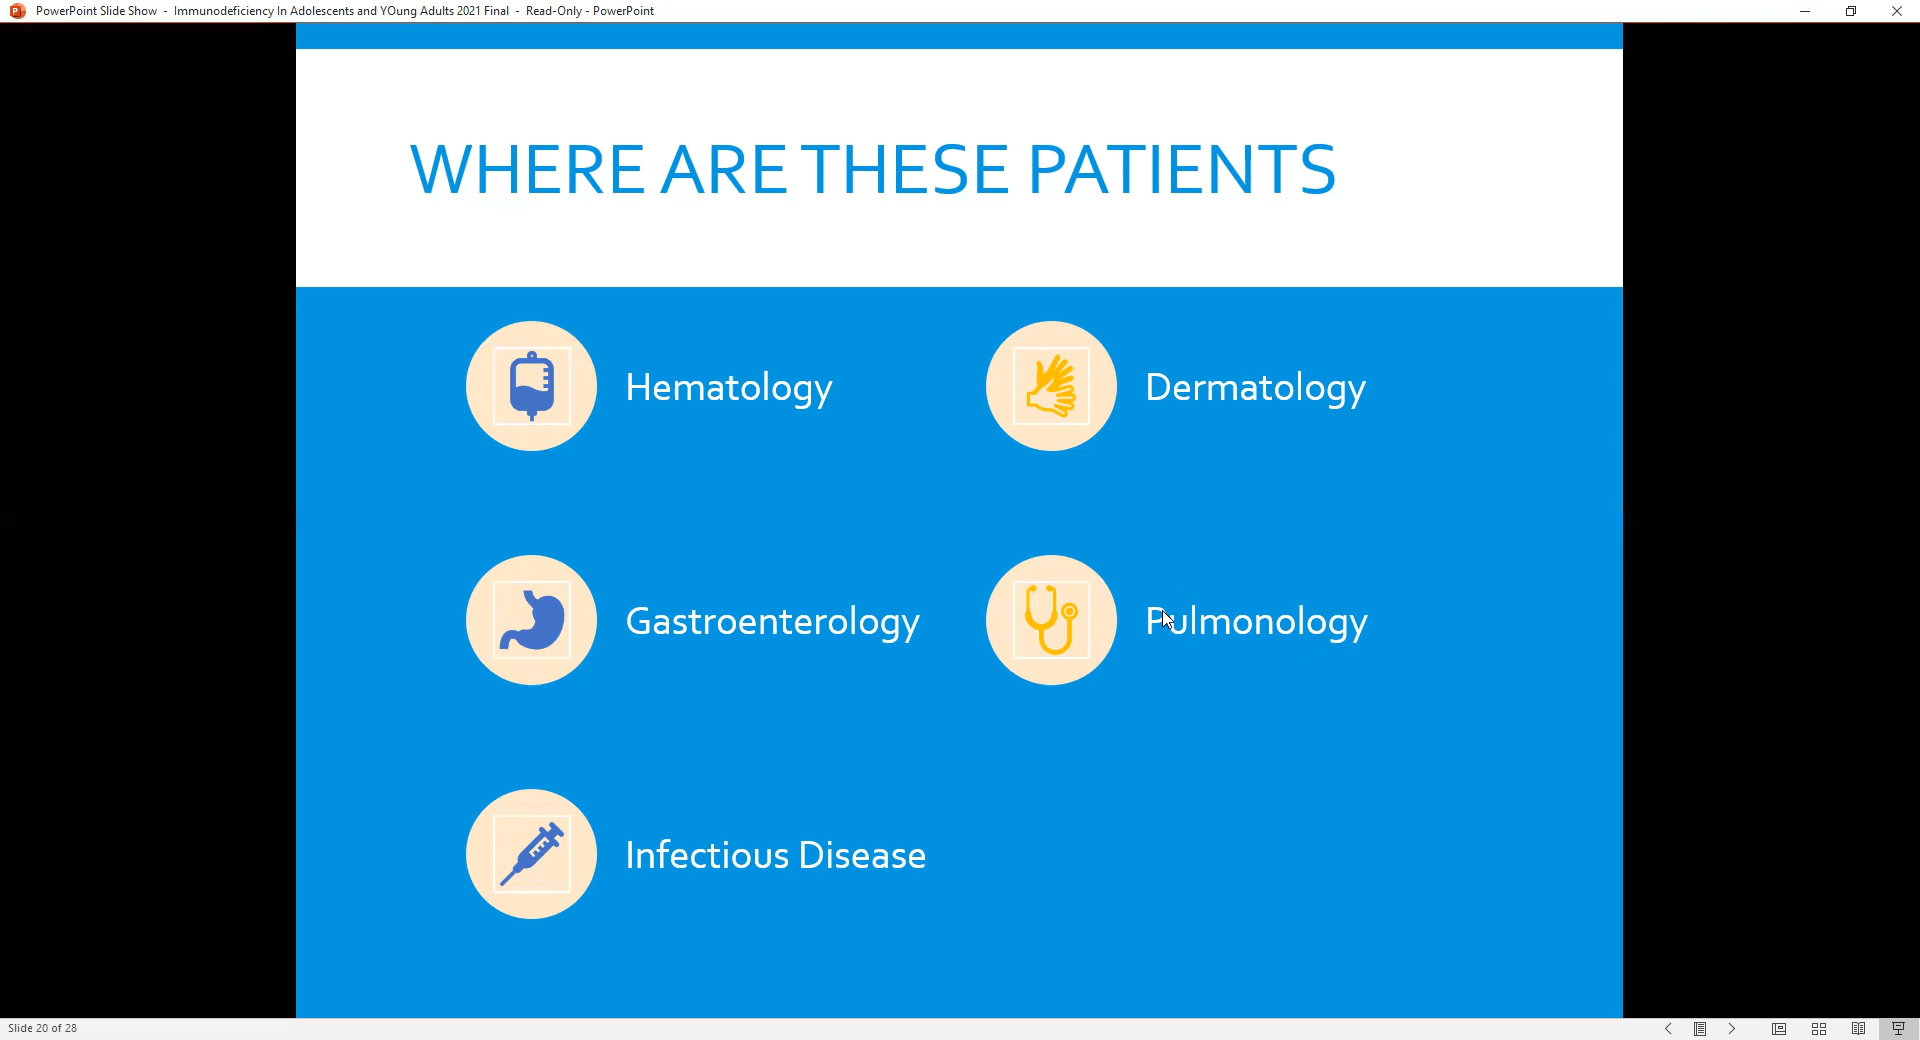 PowerPoint Slide Show - Immunodeficiency In Adolescents and YOung Adults 2021 Final - Read-Only - PowerPoint
WHERE ARE THESE PATIENTS
Hematology
Dermatology
Gastroenterology
Pulmonology
Infectious Disease
Slide 20 of 28